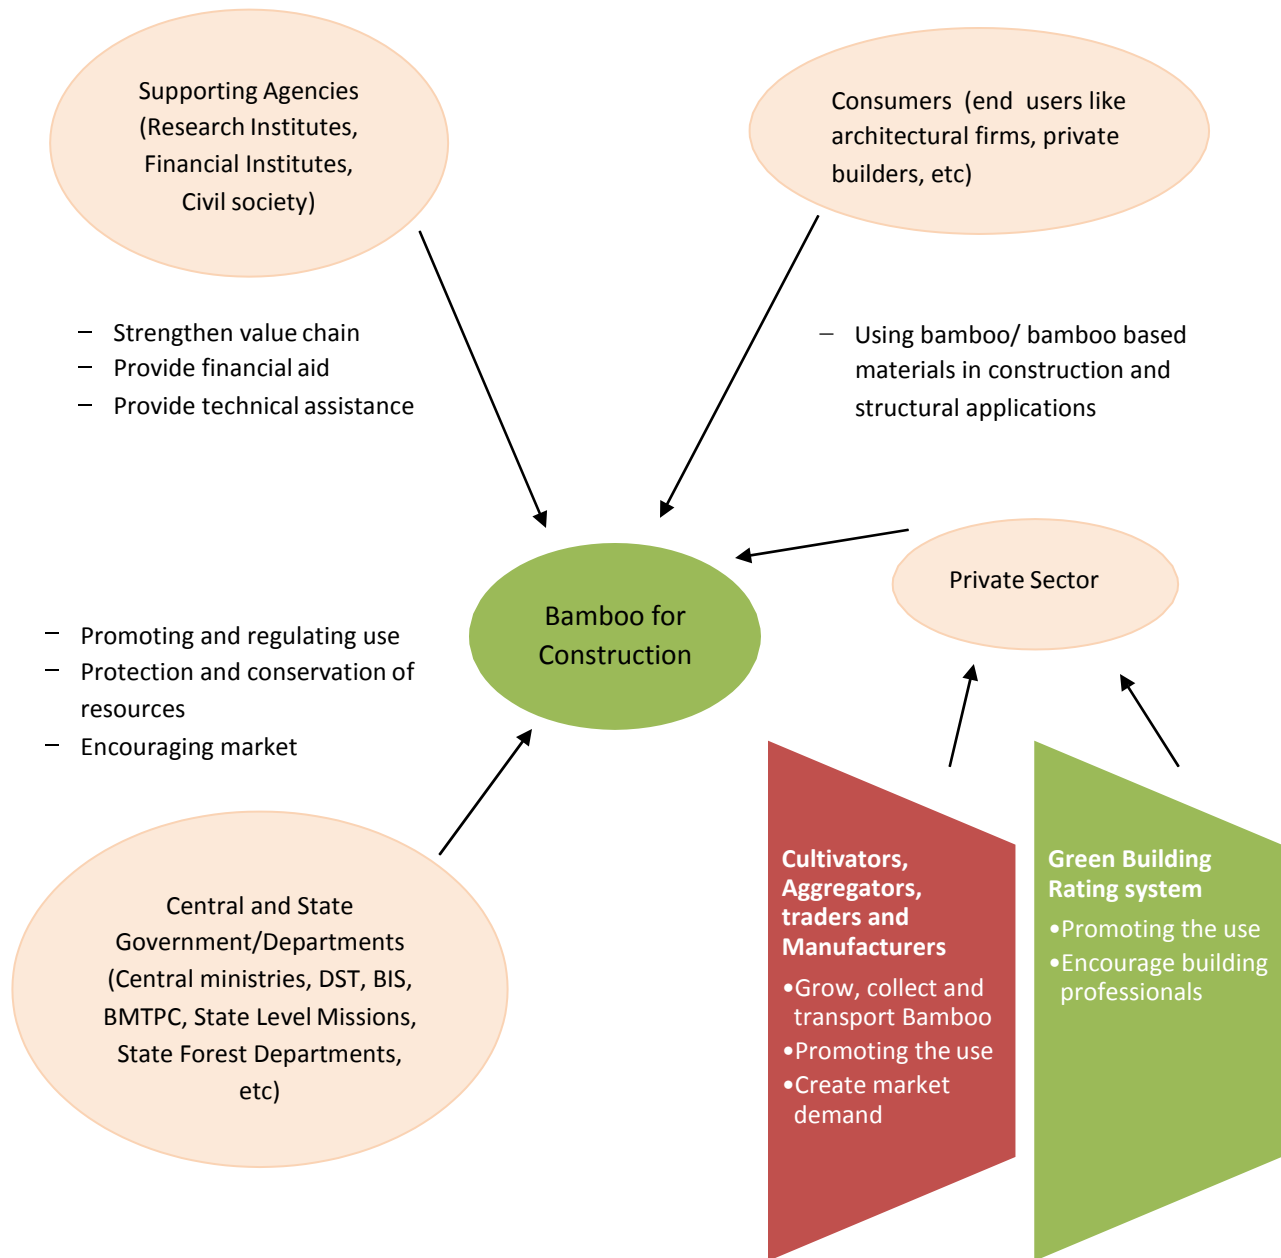 Supporting Agencies
(Research Institutes,
Financial Institutes,
Civil society)
Consumers (end users like
architectural firms, private
builders, etc)
– Strengthen value chain
– Provide financial aid
– Provide technical assistance
– Using bamboo/ bamboo based
materials in construction and
structural applications
Private Sector
Bamboo for
Construction
– Promoting and regulating use
– Protection and conservation of
resources
– Encouraging market
Central and State
Government/Departments
(Central ministries, DST, BIS,
BMTPC, State Level Missions,
State Forest Departments,
etc)
Cultivators,
Aggregators,
traders and
Manufacturers
•Grow, collect and
transport Bamboo
•Promoting the use
•Create market
demand
Green Building
Rating system
•Promoting the use
•Encourage building
professionals